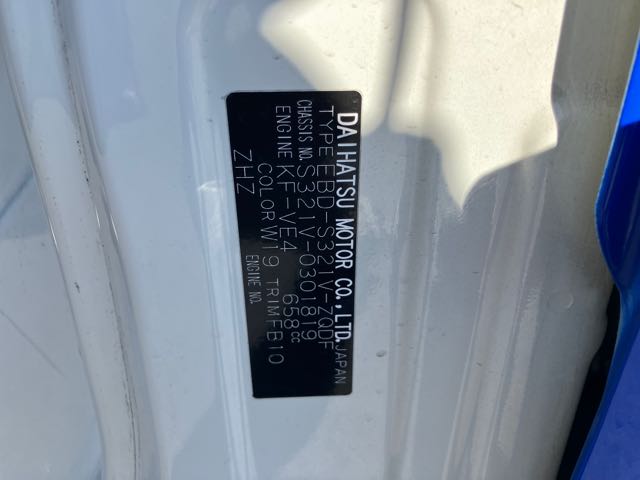 DAIHATSU MOTOR CO.,LTD. JAPAN
TYPE EBD-S321V-ZQDF
CHASSIS NO. S321V-0301819
ENGINE KF-VE4 658cc
COLOR W19 TRIM FB10
ZHZ ENGINE NO.